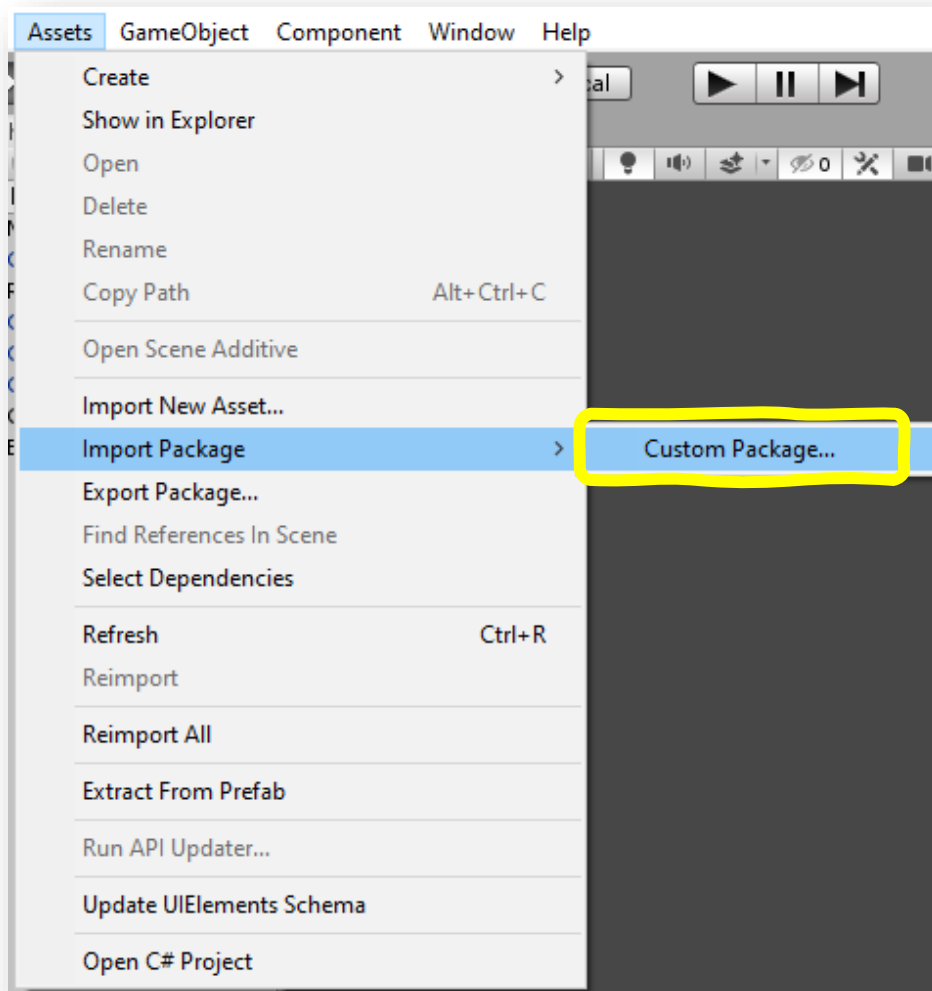 Assets GameObject Component Window Help
Create
Show in Explorer
Open
Delete
Rename
Copy Path Alt+Ctrl+C
Open Scene Additive
Import New Asset...
Import Package Custom Package...
Export Package...
Find References In Scene
Select Dependencies
Refresh Ctrl+R
Reimport
Reimport All
Extract From Prefab
Run API Updater...
Update UIElements Schema
Open C# Project
0